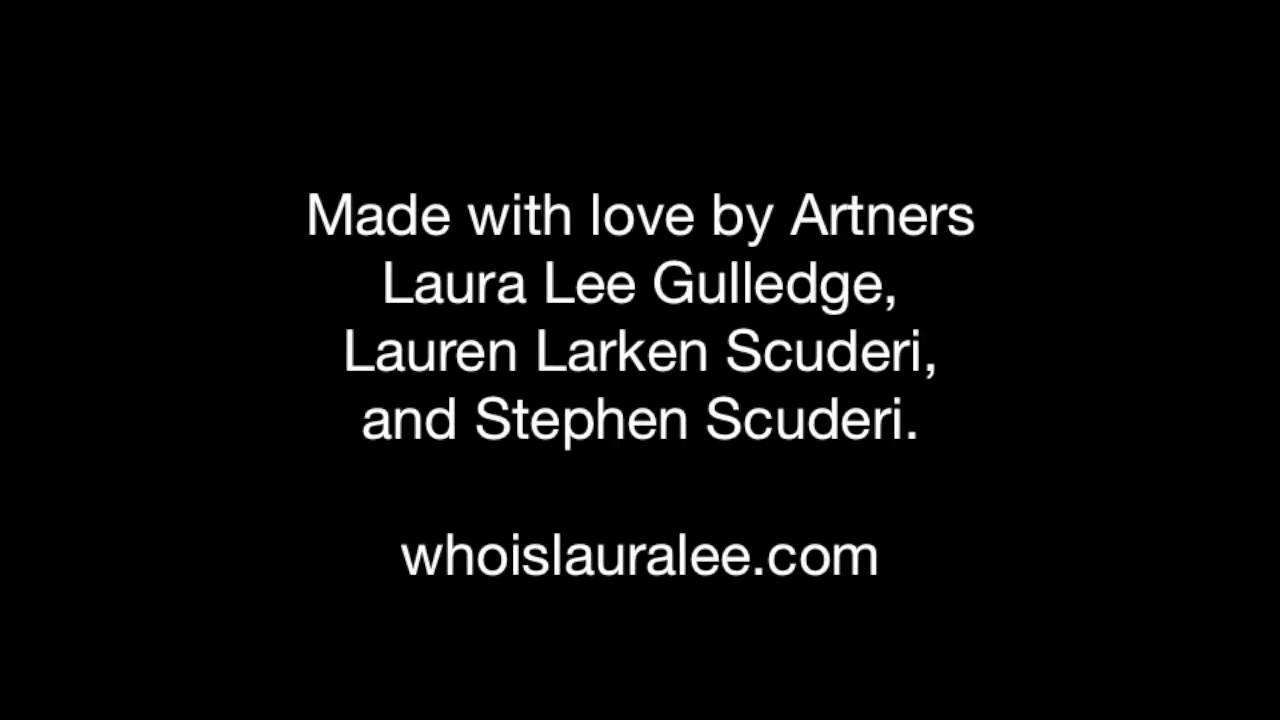 Made with love by Artners
Laura Lee Gulledge,
Lauren Larken Scuderi,
and Stephen Scuderi.
whoislauralee.com